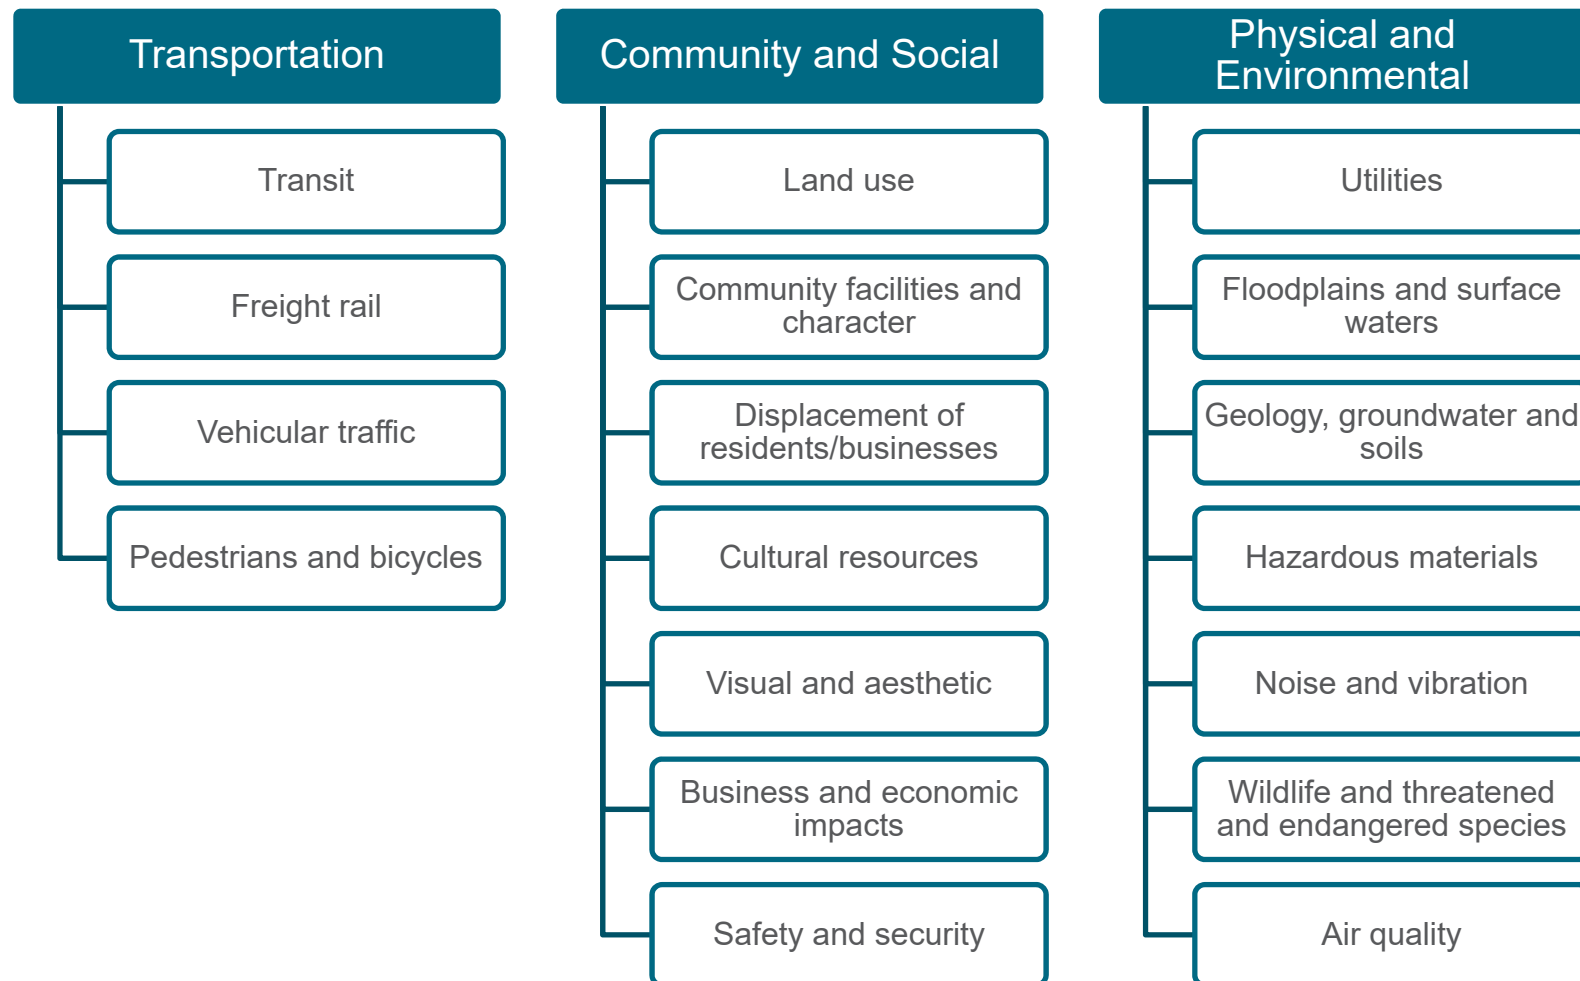 Transportation
Transit
Freight rail
Vehicular traffic
Pedestrians and bicycles
Community and Social
Land use
Community facilities and
character
Displacement of
residents/businesses
Cultural resources
Visual and aesthetic
Business and economic
impacts
Safety and security
Physical and
Environmental
Utilities
Floodplains and surface
waters
Geology, groundwater and
soils
Hazardous materials
Noise and vibration
Wildlife and threatened
and endangered species
Air quality